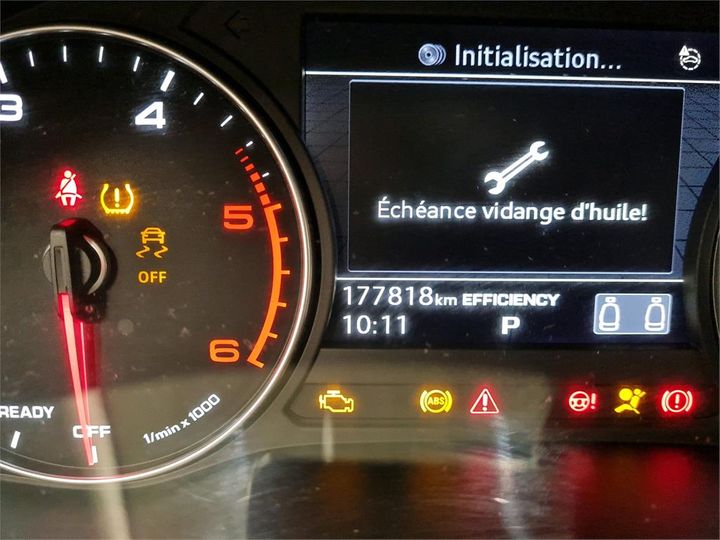 Initialisation...
3
4
Échéance vidange d'huile!
5
OFF
177818km EFFICIENCY
10:11 P
6
ABS
READY
OFF
1/min x 1000